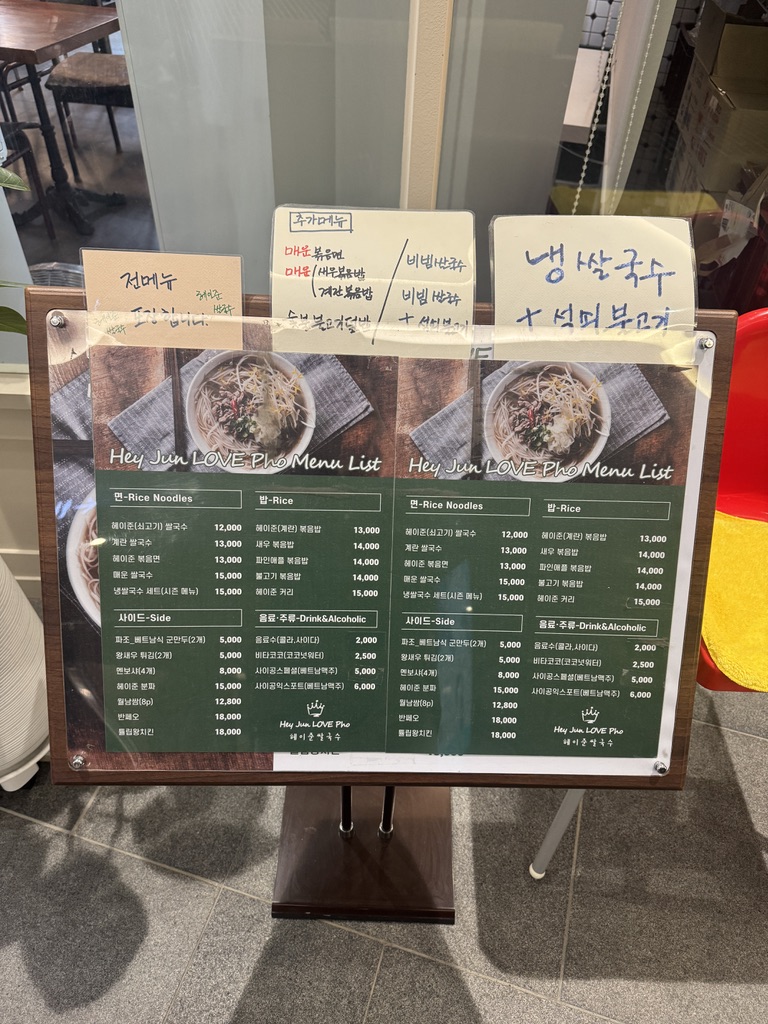 전메뉴
포장입니다.
헤이준
쌀국수
추가메뉴
매운볶음면
매운/새우볶음밥
계란볶음밥
불고기덮밥
비빔쌀국수
비빔쌀국수
+
냉쌀국수
+ 석쇠불고기
Hey Jun LOVE Pho Menu List
면-Rice Noodles
헤이준(쇠고기) 쌀국수 12,000
계란 쌀국수 13,000
헤이준 볶음면 13,000
매운 쌀국수 15,000
냉쌀국수 세트(시즌 메뉴) 15,000
밥-Rice
헤이준(계란) 볶음밥 13,000
새우 볶음밥 14,000
파인애플 볶음밥 14,000
불고기 볶음밥 14,000
헤이준 커리 15,000
사이드-Side
파조_베트남식 군만두(2개) 5,000
왕새우 튀김(2개) 5,000
멘보샤(4개) 8,000
헤이준 분짜 15,000
월남쌈(8p) 12,800
반쎄오 18,000
튤립왕치킨 18,000
음료·주류-Drink&Alcoholic
음료수(콜라,사이다) 2,000
비타코코(코코넛워터) 2,500
사이공스페셜(베트남맥주) 5,000
사이공익스포트(베트남맥주) 6,000
Hey Jun LOVE Pho
헤이준쌀국수
Hey Jun LOVE Pho Menu List
면-Rice Noodles
헤이준(쇠고기) 쌀국수 12,000
계란 쌀국수 13,000
헤이준 볶음면 13,000
매운 쌀국수 15,000
냉쌀국수 세트(시즌 메뉴) 15,000
밥-Rice
헤이준(계란) 볶음밥 13,000
새우 볶음밥 14,000
파인애플 볶음밥 14,000
불고기 볶음밥 14,000
헤이준 커리 15,000
사이드-Side
파조_베트남식 군만두(2개) 5,000
왕새우 튀김(2개) 5,000
멘보샤(4개) 8,000
헤이준 분짜 15,000
월남쌈(8p) 12,800
반쎄오 18,000
튤립왕치킨 18,000
음료·주류-Drink&Alcoholic
음료수(콜라,사이다) 2,000
비타코코(코코넛워터) 2,500
사이공스페셜(베트남맥주) 5,000
사이공익스포트(베트남맥주) 6,000
Hey Jun LOVE Pho
헤이준쌀국수